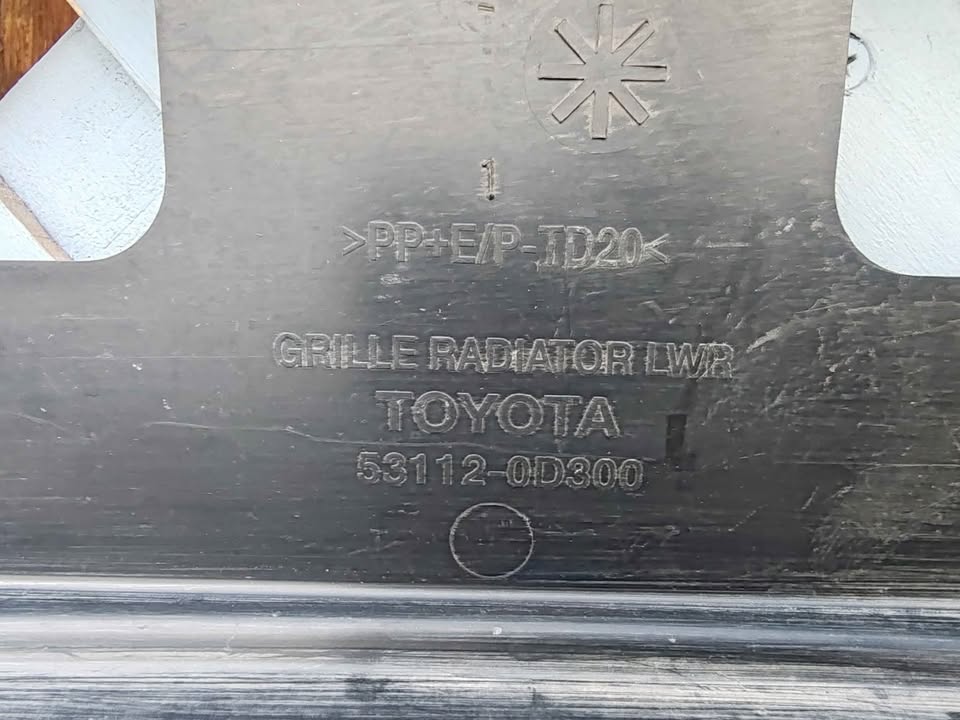 1
>PP+E/P-TD20<
GRILLE RADIATOR LWR
TOYOTA
53112-0D300